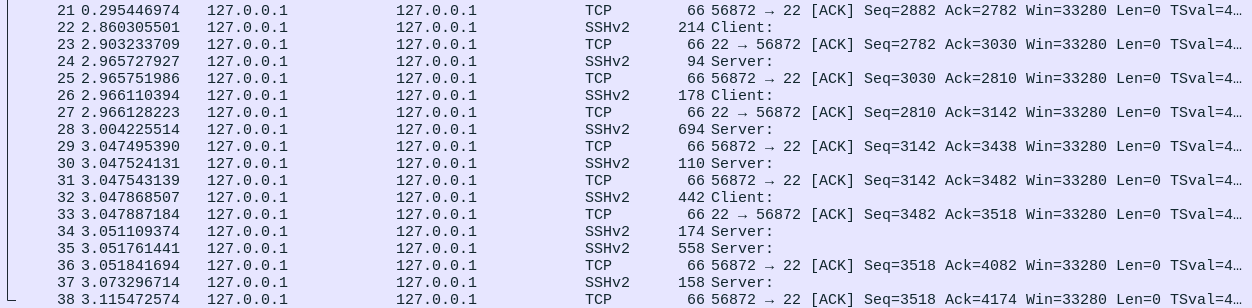 21 0.295446974 127.0.0.1 127.0.0.1 TCP 66 56872 → 22 [ACK] Seq=2882 Ack=2782 Win=33280 Len=0 TSval=4…
22 2.860305501 127.0.0.1 127.0.0.1 SSHv2 214 Client:
23 2.903233709 127.0.0.1 127.0.0.1 TCP 66 22 → 56872 [ACK] Seq=2782 Ack=3030 Win=33280 Len=0 TSval=4…
24 2.965727927 127.0.0.1 127.0.0.1 SSHv2 94 Server:
25 2.965751986 127.0.0.1 127.0.0.1 TCP 66 56872 → 22 [ACK] Seq=3030 Ack=2810 Win=33280 Len=0 TSval=4…
26 2.966110394 127.0.0.1 127.0.0.1 SSHv2 178 Client:
27 2.966128223 127.0.0.1 127.0.0.1 TCP 66 22 → 56872 [ACK] Seq=2810 Ack=3142 Win=33280 Len=0 TSval=4…
28 3.004225514 127.0.0.1 127.0.0.1 SSHv2 694 Server:
29 3.047495390 127.0.0.1 127.0.0.1 TCP 66 56872 → 22 [ACK] Seq=3142 Ack=3438 Win=33280 Len=0 TSval=4…
30 3.047524131 127.0.0.1 127.0.0.1 SSHv2 110 Server:
31 3.047543139 127.0.0.1 127.0.0.1 TCP 66 56872 → 22 [ACK] Seq=3142 Ack=3482 Win=33280 Len=0 TSval=4…
32 3.047868507 127.0.0.1 127.0.0.1 SSHv2 442 Client:
33 3.047887184 127.0.0.1 127.0.0.1 TCP 66 22 → 56872 [ACK] Seq=3482 Ack=3518 Win=33280 Len=0 TSval=4…
34 3.051109374 127.0.0.1 127.0.0.1 SSHv2 174 Server:
35 3.051761441 127.0.0.1 127.0.0.1 SSHv2 558 Server:
36 3.051841694 127.0.0.1 127.0.0.1 TCP 66 56872 → 22 [ACK] Seq=3518 Ack=4082 Win=33280 Len=0 TSval=4…
37 3.073296714 127.0.0.1 127.0.0.1 SSHv2 158 Server:
38 3.115472574 127.0.0.1 127.0.0.1 TCP 66 56872 → 22 [ACK] Seq=3518 Ack=4174 Win=33280 Len=0 TSval=4…